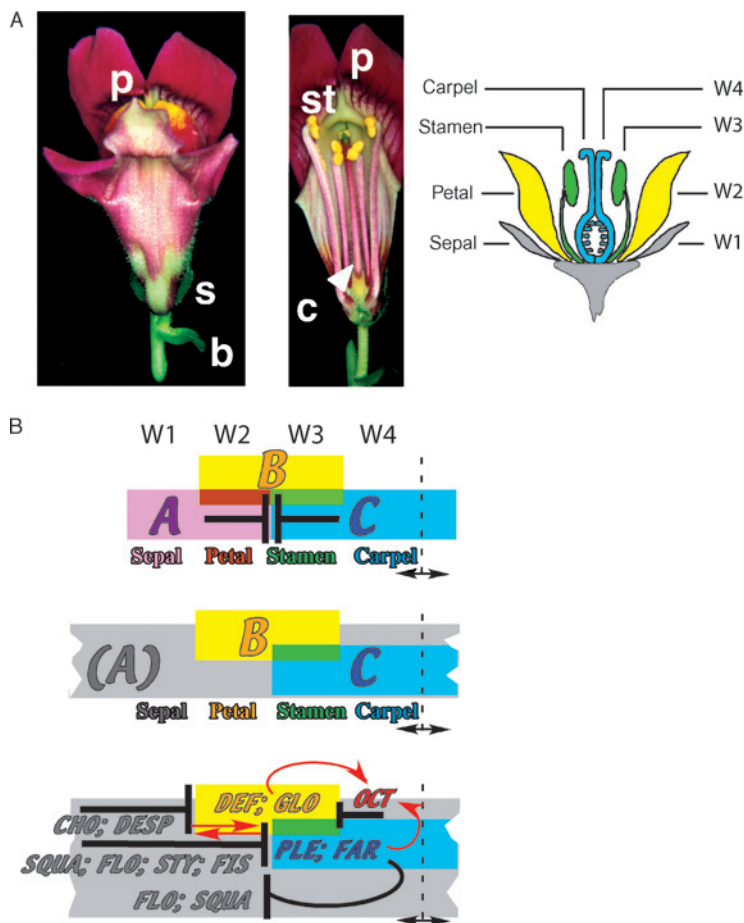 A
p
s
b
p
st
c
Carpel
Stamen
Petal
Sepal
W4
W3
W2
W1
B
W1 W2 W3 W4
B
A C
Sepal Petal Stamen Carpel
B
(A) C
Sepal Petal Stamen Carpel
DEF; GLO OCT
CHO; DESP
PLE; FAR
SQUA; FLO; STY; FIS
FLO; SQUA